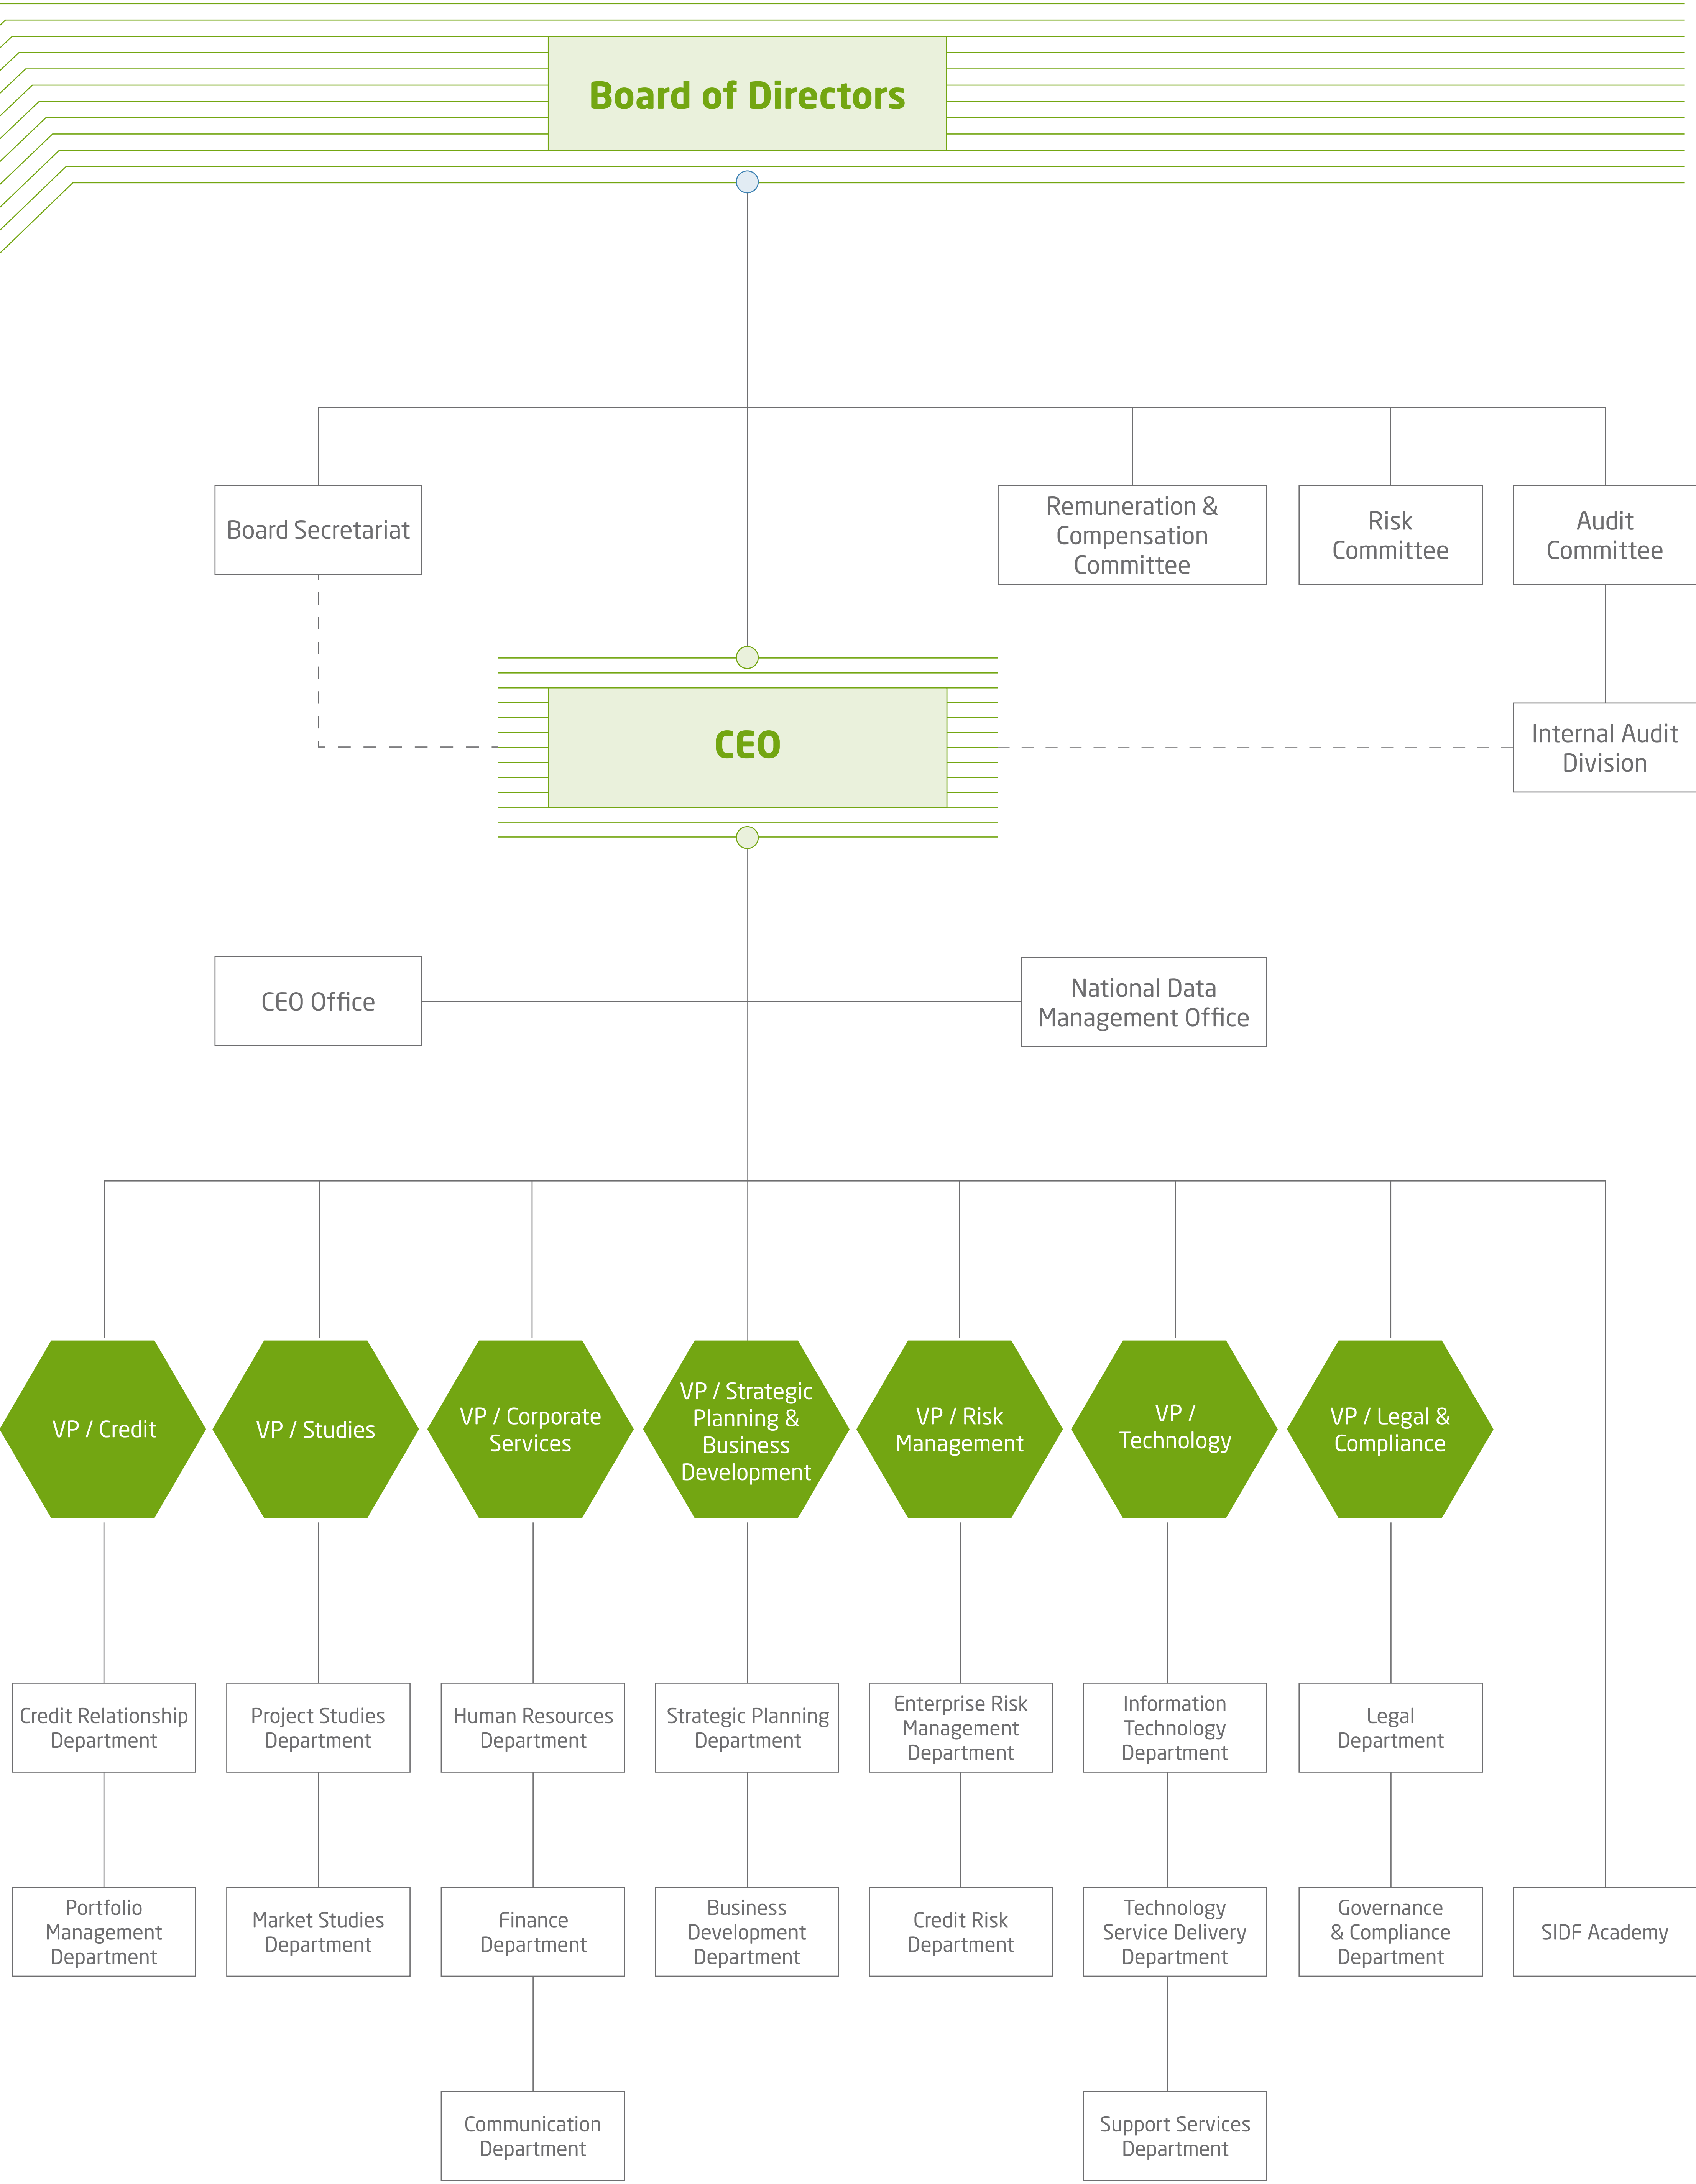 Board of Directors
Board Secretariat
Remuneration &
Compensation
Committee
Risk
Committee
Audit
Committee
CEO
Internal Audit
Division
CEO Office
National Data
Management Office
VP / Credit
VP / Studies
VP / Corporate
Services
VP / Strategic
Planning &
Business
Development
VP / Risk
Management
VP /
Technology
VP / Legal &
Compliance
Credit Relationship
Department
Project Studies
Department
Human Resources
Department
Strategic Planning
Department
Enterprise Risk
Management
Department
Information
Technology
Department
Legal
Department
Portfolio
Management
Department
Market Studies
Department
Finance
Department
Business
Development
Department
Credit Risk
Department
Technology
Service Delivery
Department
Governance
& Compliance
Department
SIDF Academy
Communication
Department
Support Services
Department